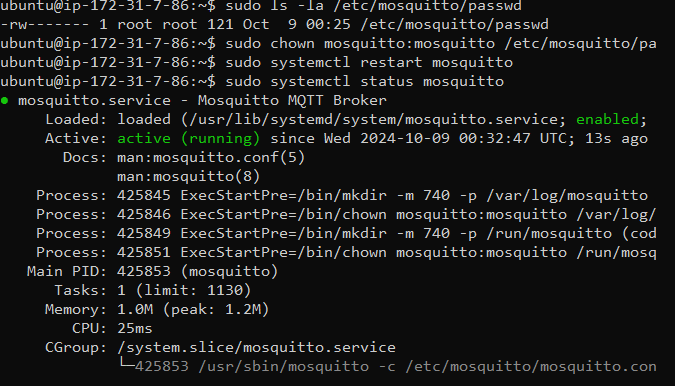 ubuntu@ip-172-31-7-86:~$ sudo ls -la /etc/mosquitto/passwd
-rw------- 1 root root 121 Oct  9 00:25 /etc/mosquitto/passwd
ubuntu@ip-172-31-7-86:~$ sudo chown mosquitto:mosquitto /etc/mosquitto/pa
ubuntu@ip-172-31-7-86:~$ sudo systemctl restart mosquitto
ubuntu@ip-172-31-7-86:~$ sudo systemctl status mosquitto
● mosquitto.service - Mosquitto MQTT Broker
     Loaded: loaded (/usr/lib/systemd/system/mosquitto.service; enabled;
     Active: active (running) since Wed 2024-10-09 00:32:47 UTC; 13s ago
       Docs: man:mosquitto.conf(5)
             man:mosquitto(8)
    Process: 425845 ExecStartPre=/bin/mkdir -m 740 -p /var/log/mosquitto
    Process: 425846 ExecStartPre=/bin/chown mosquitto:mosquitto /var/log/
    Process: 425849 ExecStartPre=/bin/mkdir -m 740 -p /run/mosquitto (cod
    Process: 425851 ExecStartPre=/bin/chown mosquitto:mosquitto /run/mosq
   Main PID: 425853 (mosquitto)
      Tasks: 1 (limit: 1130)
     Memory: 1.0M (peak: 1.2M)
        CPU: 25ms
     CGroup: /system.slice/mosquitto.service
             └─425853 /usr/sbin/mosquitto -c /etc/mosquitto/mosquitto.con